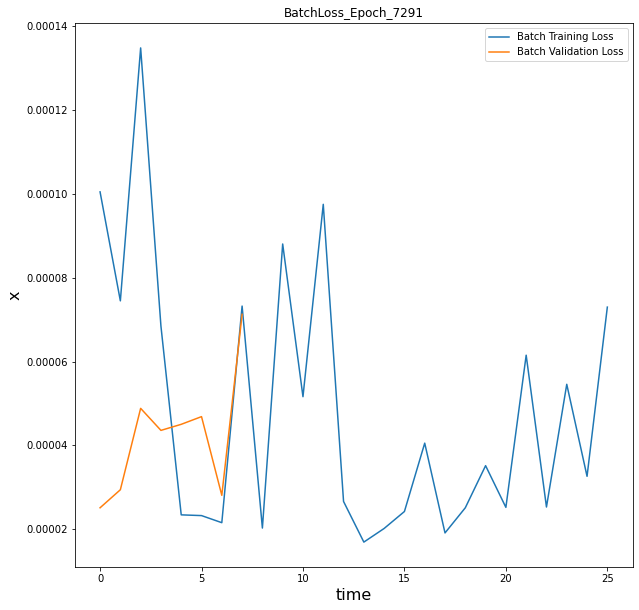 BatchLoss_Epoch_7291
Batch Training Loss
Batch Validation Loss
0.00014
0.00012
0.00010
0.00008
0.00006
0.00004
0.00002
x
0 5 10 15 20 25
time